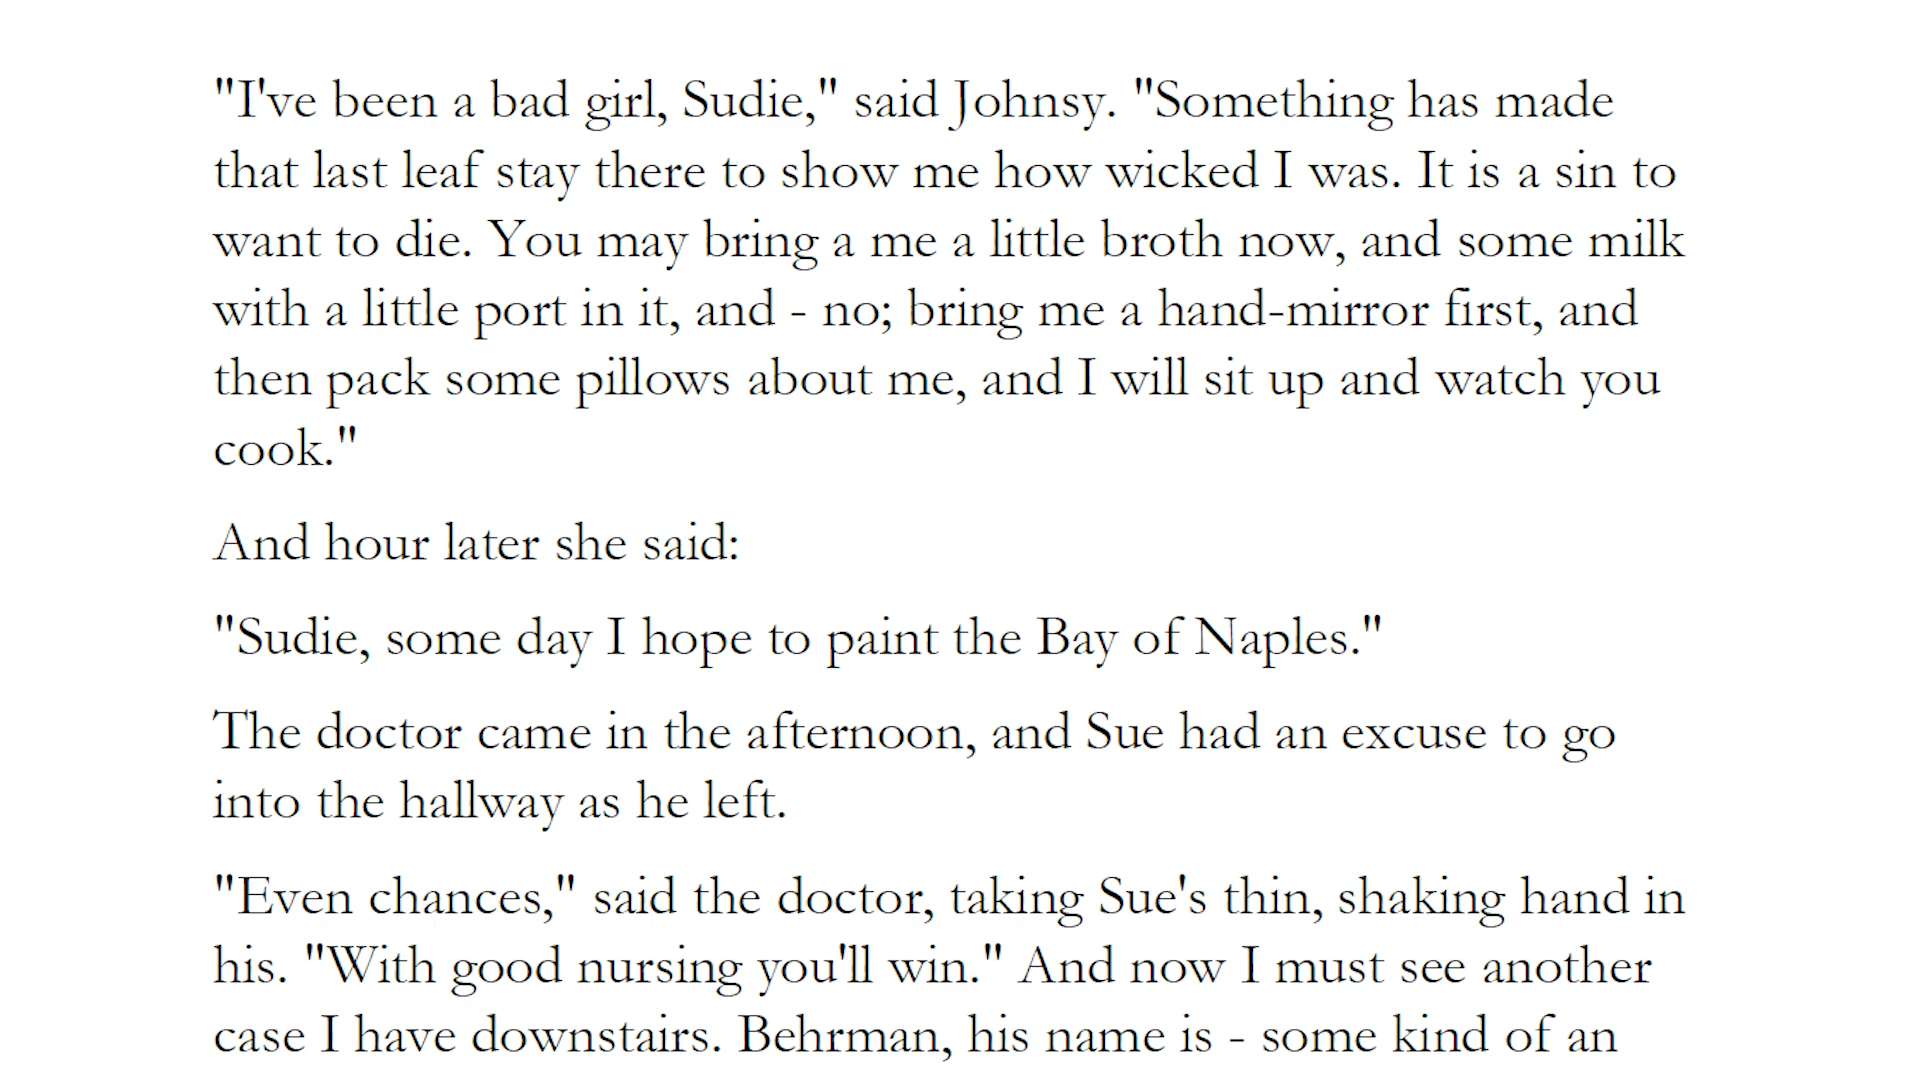 "I've been a bad girl, Sudie," said Johnsy. "Something has made
that last leaf stay there to show me how wicked I was. It is a sin to
want to die. You may bring a me a little broth now, and some milk
with a little port in it, and - no; bring me a hand-mirror first, and
then pack some pillows about me, and I will sit up and watch you
cook."
And hour later she said:
"Sudie, some day I hope to paint the Bay of Naples."
The doctor came in the afternoon, and Sue had an excuse to go
into the hallway as he left.
"Even chances," said the doctor, taking Sue's thin, shaking hand in
his. "With good nursing you'll win." And now I must see another
case I have downstairs. Behrman, his name is - some kind of an